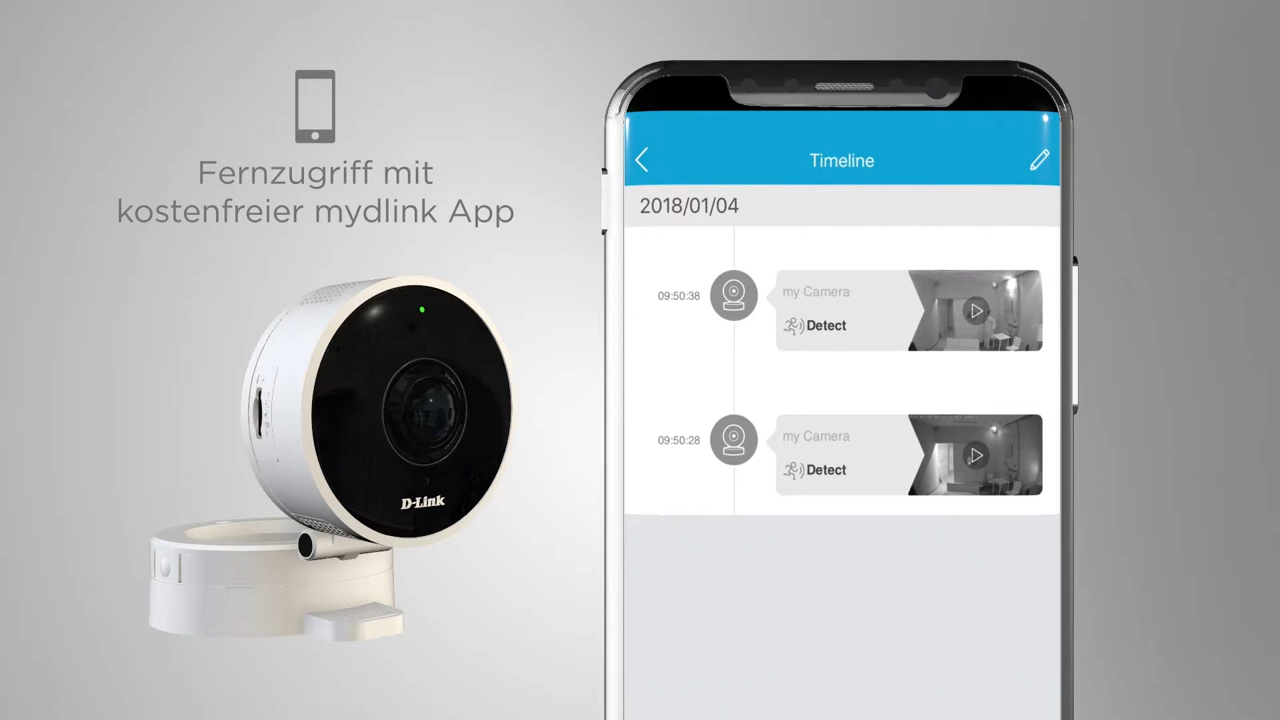 Fernzugriff mit
kostenfreier mydlink App
D-Link
Timeline
2018/01/04
09:50:38
my Camera
Detect
09:50:28
my Camera
Detect